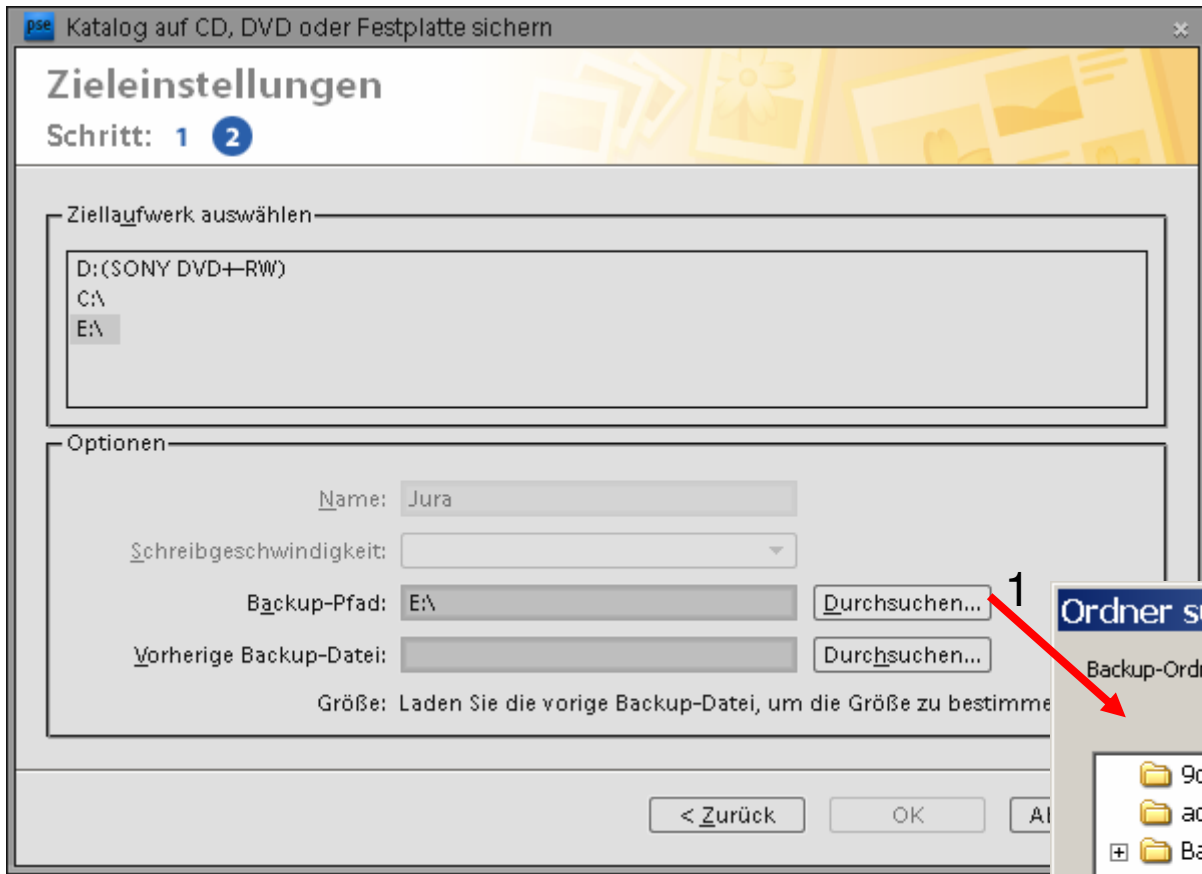 pse Katalog auf CD, DVD oder Festplatte sichern
Zieleinstellungen
Schritt: 1 2
Ziellaufwerk auswählen
D:(SONY DVD+-RW)
C:\
E:\
Optionen
Name: Jura
Schreibgeschwindigkeit:
Backup-Pfad: E:\ Durchsuchen... 1
Vorherige Backup-Datei: Durchsuchen...
Größe: Laden Sie die vorige Backup-Datei, um die Größe zu bestimme
< Zurück OK
Ordner
Backup-Ord
Ba